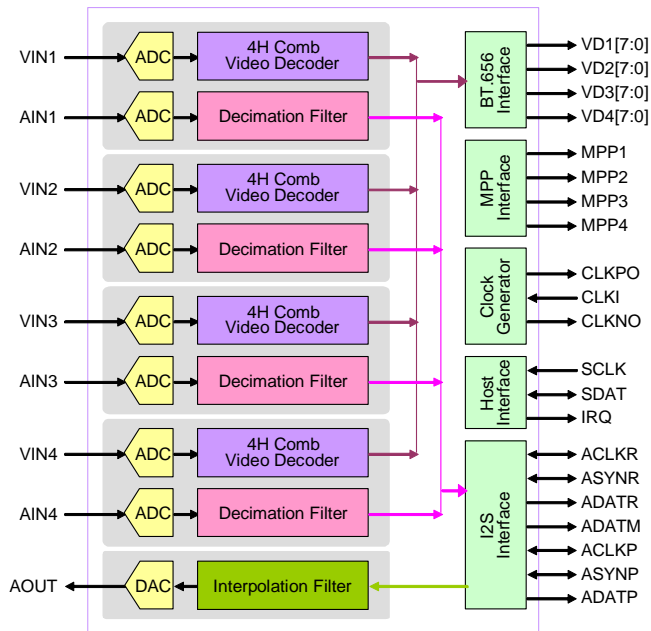 VIN1
ADC
4H Comb
Video Decoder
AIN1
ADC
Decimation Filter
VIN2
ADC
4H Comb
Video Decoder
AIN2
ADC
Decimation Filter
VIN3
ADC
4H Comb
Video Decoder
AIN3
ADC
Decimation Filter
VIN4
ADC
4H Comb
Video Decoder
AIN4
ADC
Decimation Filter
AOUT
DAC
Interpolation Filter
BT.656
Interface
VD1[7:0]
VD2[7:0]
VD3[7:0]
VD4[7:0]
MPP
Interface
MPP1
MPP2
MPP3
MPP4
Clock
Generator
CLKPO
CLKI
CLKNO
Host
Interface
SCLK
SDAT
IRQ
I2S
Interface
ACLKR
ASYNR
ADATR
ADATM
ACLKP
ASYNP
ADATP